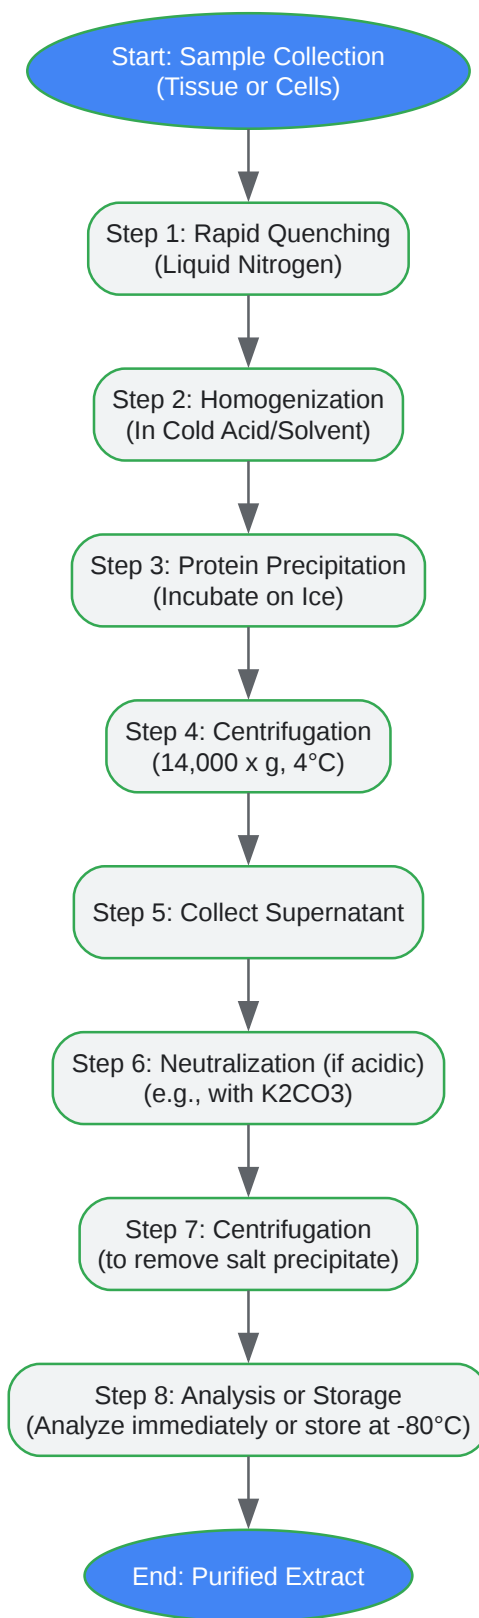 Start: Sample Collection
(Tissue or Cells)
Step 1: Rapid Quenching
(Liquid Nitrogen)
Step 2: Homogenization
(In Cold Acid/Solvent)
Step 3: Protein Precipitation
(Incubate on Ice)
Step 4: Centrifugation
(14,000 x g, 4°C)
Step 5: Collect Supernatant
Step 6: Neutralization (if acidic)
(e.g., with K2CO3)
Step 7: Centrifugation
(to remove salt precipitate)
Step 8: Analysis or Storage
(Analyze immediately or store at -80°C)
End: Purified Extract